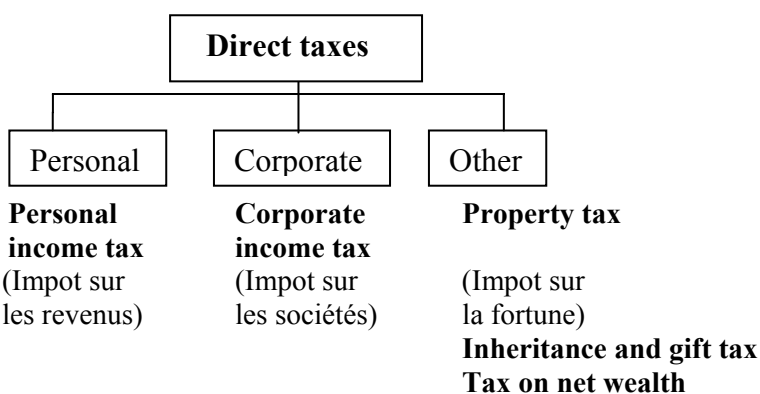 Direct taxes
Personal
Corporate
Other
Personal
income tax
(Impot sur
les revenus)
Corporate
income tax
(Impot sur
les sociétés)
Property tax
(Impot sur
la fortune)
Inheritance and gift tax
Tax on net wealth